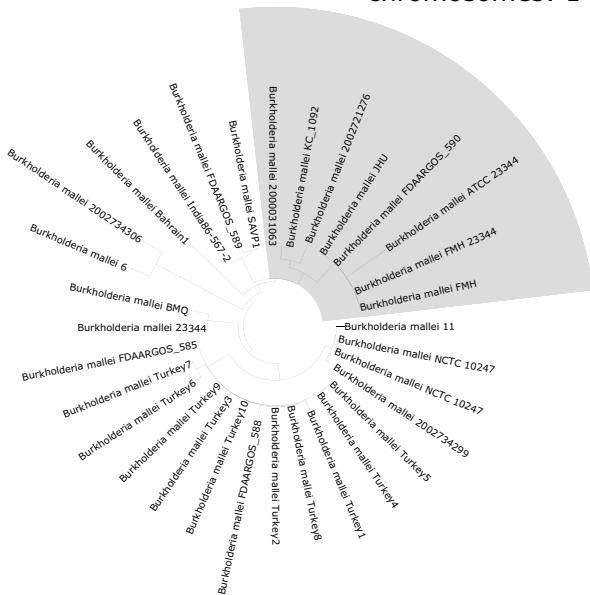 Burkholderia mallei 2000031063
Burkholderia mallei KC_1092
Burkholderia mallei 2002721276
Burkholderia mallei JHU
Burkholderia mallei FDAARGOS_590
Burkholderia mallei ATCC 23344
Burkholderia mallei FMH 23344
Burkholderia mallei FMH
Burkholderia mallei 11
Burkholderia mallei NCTC 10247
Burkholderia mallei NCTC 10247
Burkholderia mallei 2002734299
Burkholderia mallei Turkey5
Burkholderia mallei Turkey4
Burkholderia mallei Turkey1
Burkholderia mallei Turkey8
Burkholderia mallei Turkey2
Burkholderia mallei FDAARGOS_588
Burkholderia mallei Turkey10
Burkholderia mallei Turkey3
Burkholderia mallei Turkey9
Burkholderia mallei Turkey6
Burkholderia mallei Turkey7
Burkholderia mallei FDAARGOS_585
Burkholderia mallei 23344
Burkholderia mallei BMQ
Burkholderia mallei 6
Burkholderia mallei 2002734306
Burkholderia mallei Bahrain1
Burkholderia mallei India86-567-2
Burkholderia mallei FDAARGOS_589
Burkholderia mallei SAVP1